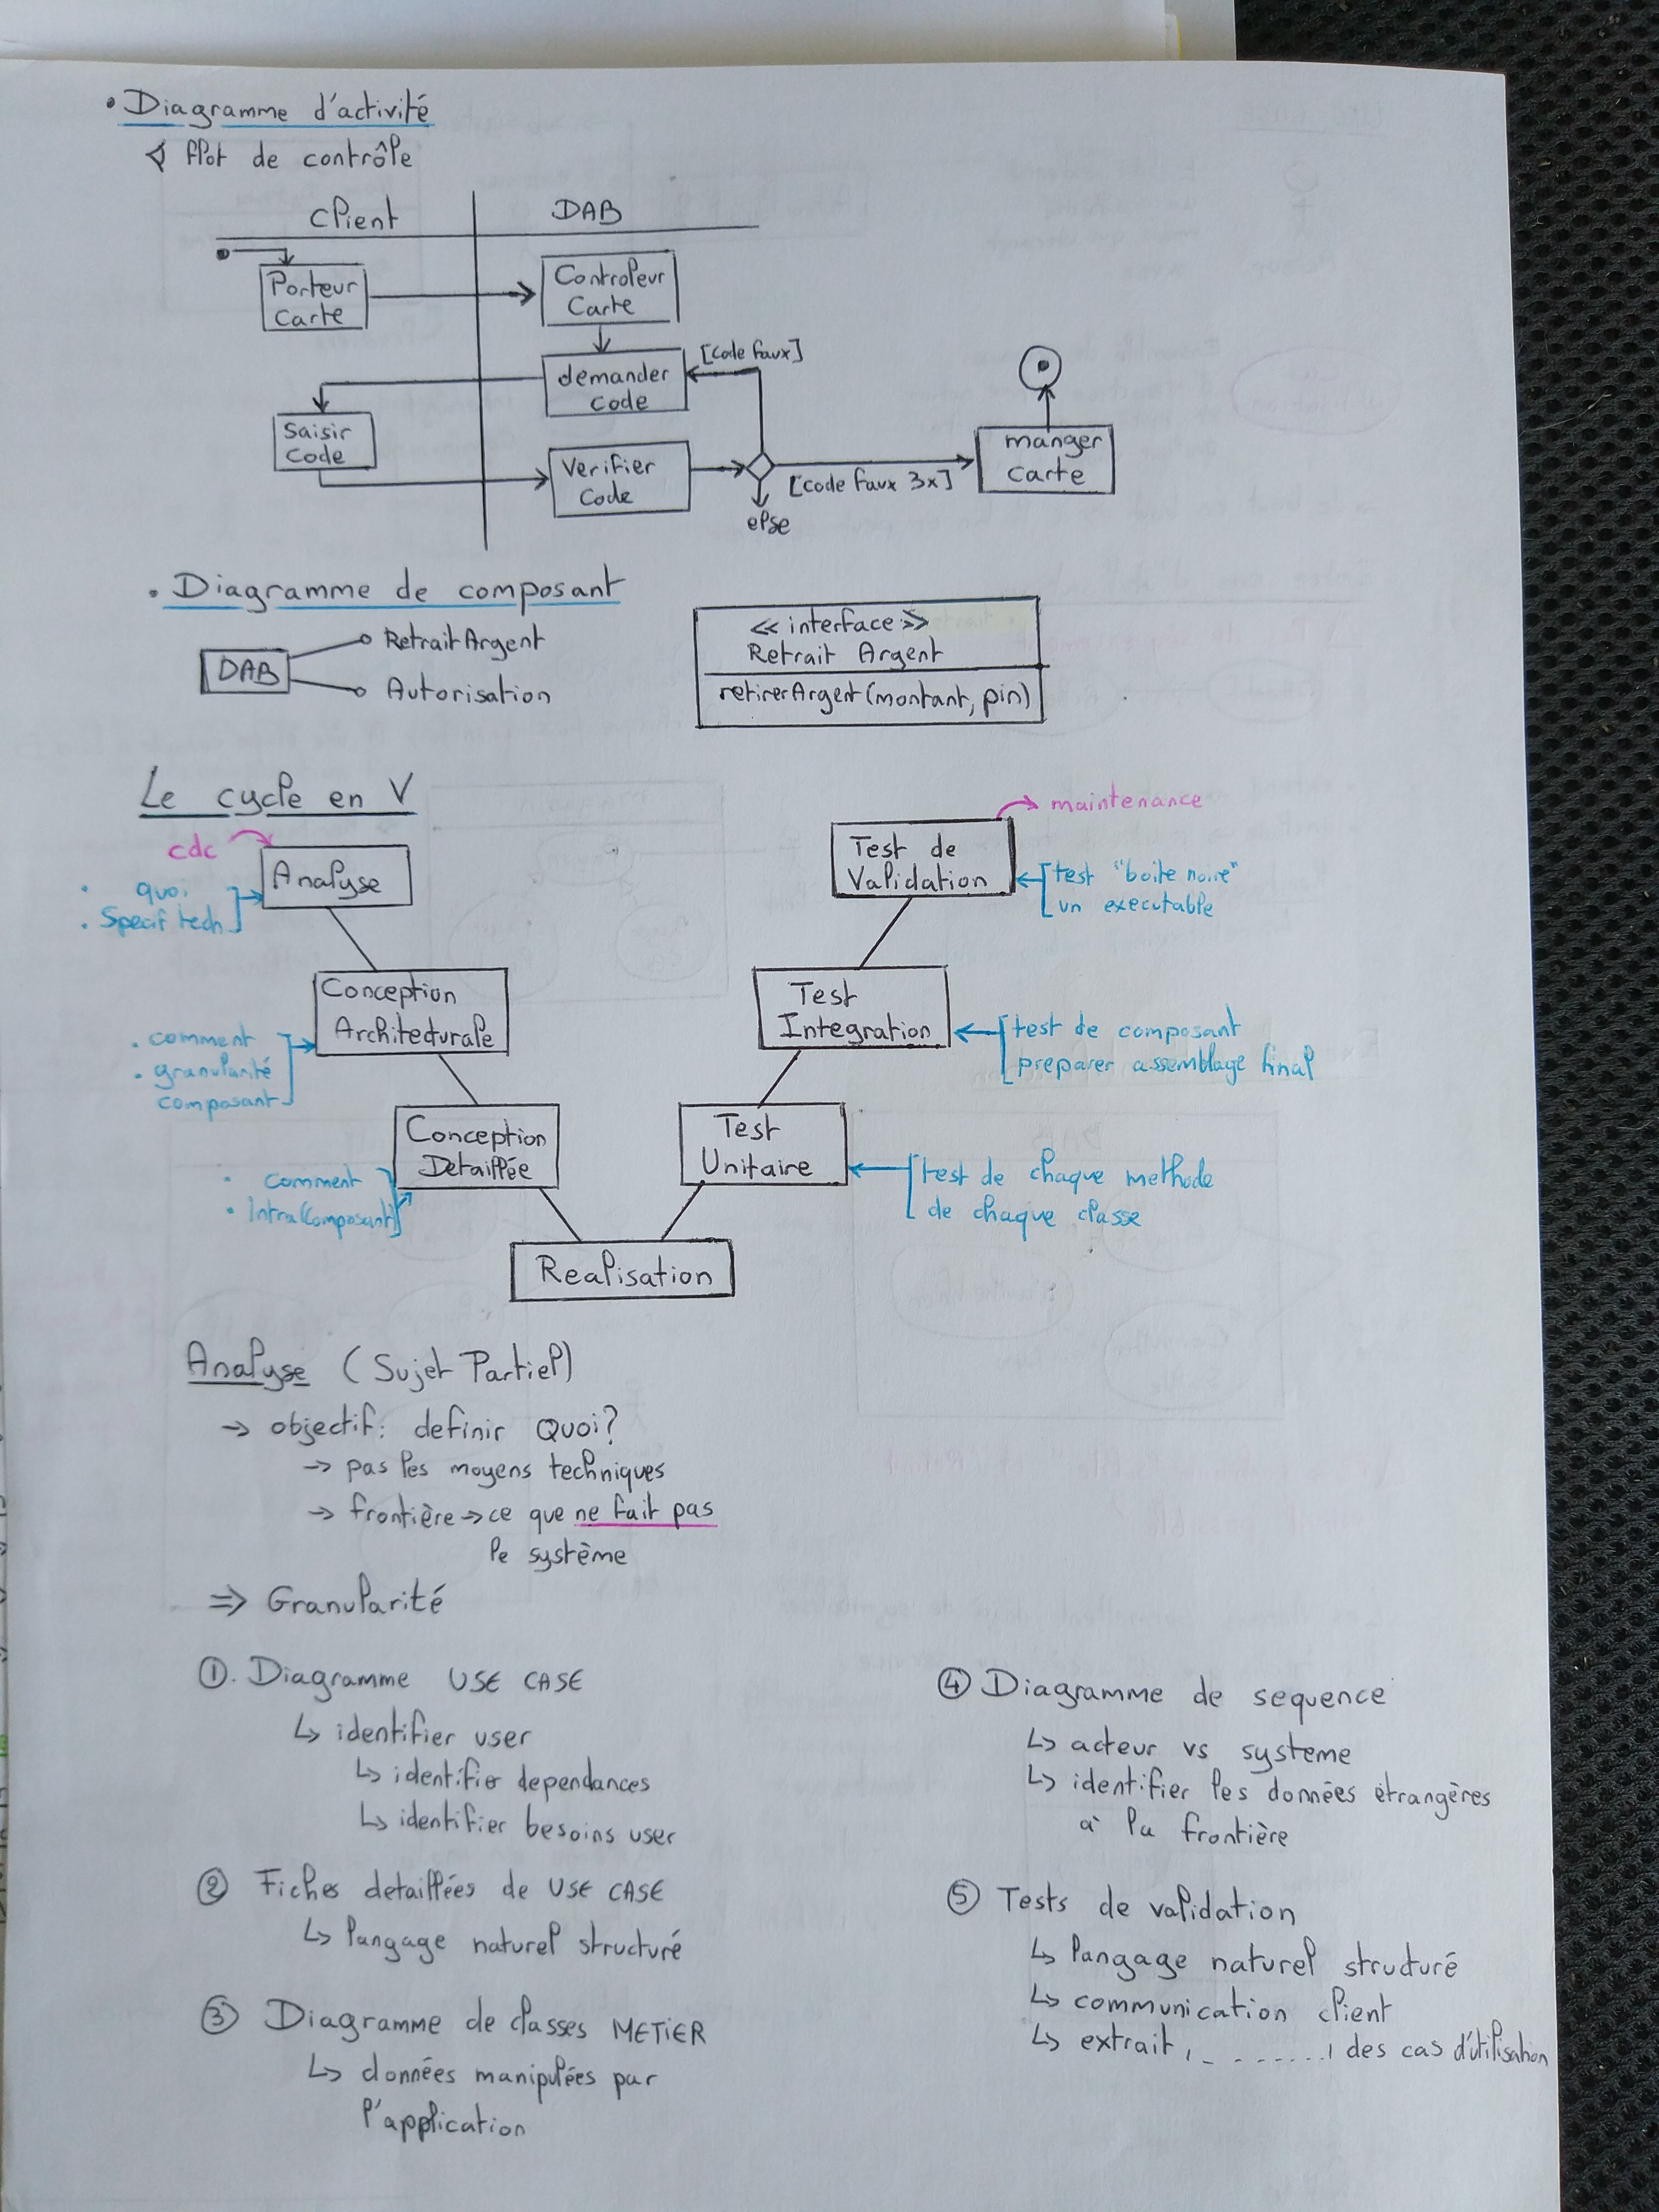 • Diagramme d'activité
flot de contrôle
Client
DAB
Porteur
Carte
Controleur
Carte
demander
code
[code faux]
Saisir
Code
Verifier
Code
[code faux 3x]
else
manger
carte
• Diagramme de composant
DAB
RetraitArgent
Autorisation
<< interface >>
Retrait Argent
retirerArgent(montant, pin)
Le cycle en V
cdc
Analyse
• quoi
• Specif tech
Conception
Architecturale
• comment
• granularité
composant
Conception
Detaillée
• comment
• Intra(composant)
Realisation
Test
Unitaire
test de chaque methode
de chaque classe
Test
Integration
test de composant
preparer assemblage final
Test de
Validation
test "boite noire"
un executable
maintenance
Analyse (Sujet Partiel)
→ objectif: definir Quoi?
→ pas les moyens techniques
→ frontière → ce que ne fait pas
le système
⇒ Granularité
①. Diagramme USE CASE
↳ identifier user
↳ identifier dependances
↳ identifier besoins user
② Fiches detaillées de USE CASE
↳ langage naturel structuré
③ Diagramme de classes METIER
↳ données manipulées par
l'application
④ Diagramme de sequence
↳ acteur vs systeme
↳ identifier les données étrangères
à la frontière
⑤ Tests de validation
↳ langage naturel structuré
↳ communication client
↳ extrait, - - ......, des cas d'utilisation